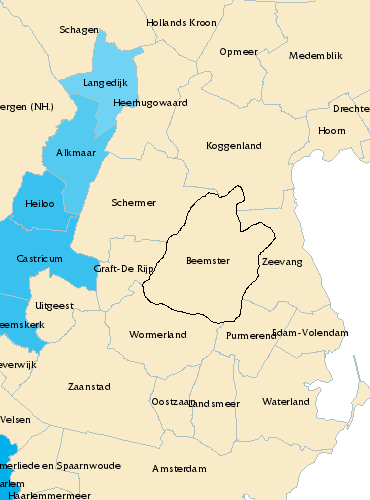 Hollands Kroon
Schagen
Opmeer
Medemblik
Langedijk
Heerhugowaard
ergen (NH.)
Drechte
Hoorn
Koggenland
Alkmaar
Heiloo
Schermer
Castricum
Graft-De Rijp
Beemster
Zeevang
Uitgeest
eemskerk
Wormerland
Purmerend
Edam-Volendam
everwijk
Zaanstad
Oostzaan
Landsmeer
Waterland
Velsen
merliede en Spaarnwoude
Amsterdam
arlem
Haarlemmermeer